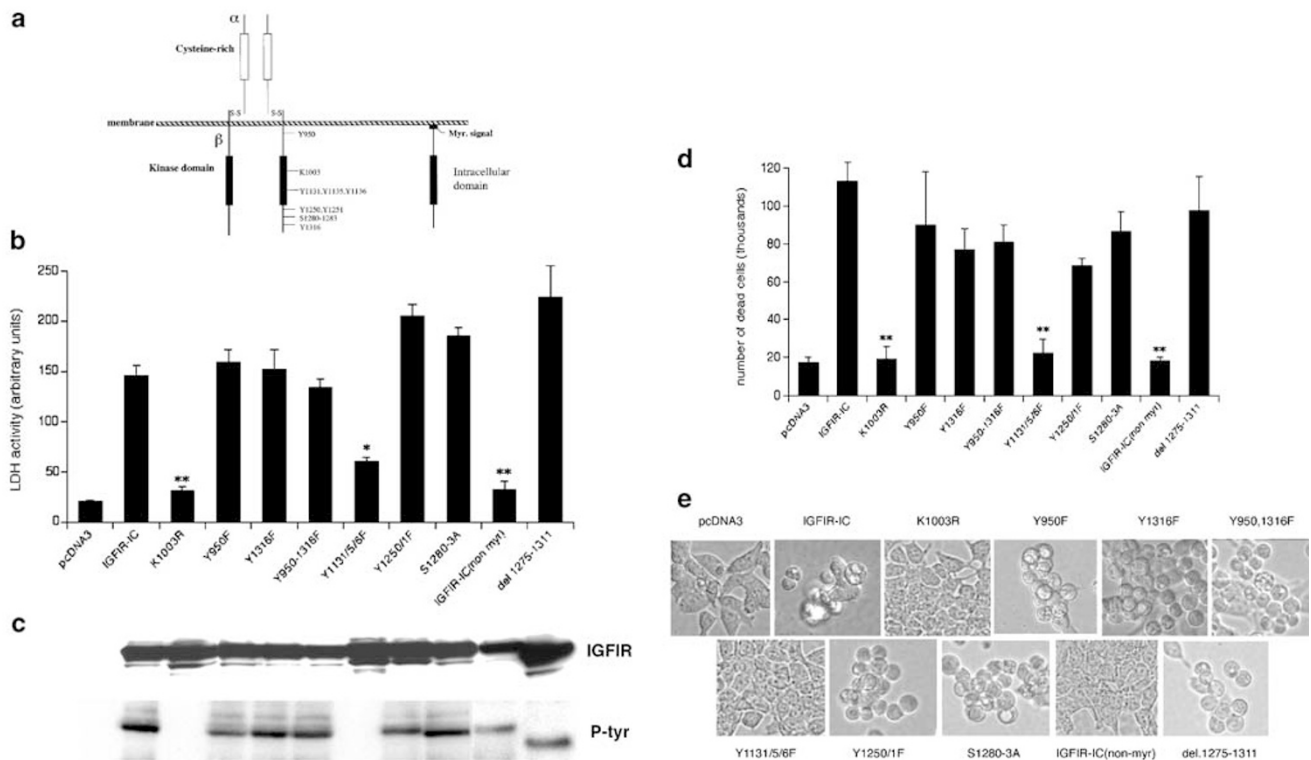 a
α
Cysteine-rich
S-S S-S
membrane
Y950
Myr. signal
β
Kinase domain
K1003
Intracellular
domain
Y1131,Y1135,Y1136
Y1250,Y1251
S1280-1283
Y1316
b
LDH activity (arbitrary units)
250
200
150
100
50
0
** * **
pcDNA3
IGFIR-IC
K1003R
Y950F
Y1316F
Y950-1316F
Y1131/5/6F
Y1250/1F
S1280-3A
IGFIR-IC(non myr)
del 1275-1311
c
IGFIR
P-tyr
d
number of dead cells (thousands)
120
100
80
60
40
20
0
** ** **
pcDNA3
IGFIR-IC
K1003R
Y950F
Y1316F
Y950-1316F
Y1131/5/6F
Y1250/1F
S1280-3A
IGFIR-IC(non myr)
del 1275-1311
e
pcDNA3 IGFIR-IC K1003R Y950F Y1316F Y950,1316F
Y1131/5/6F Y1250/1F S1280-3A IGFIR-IC(non-myr) del.1275-1311